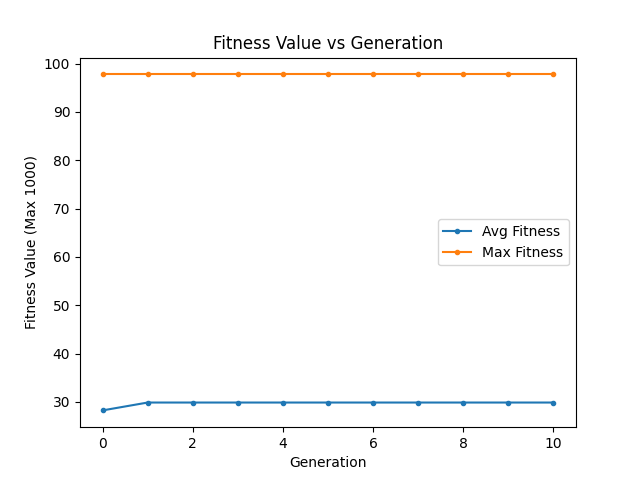 Fitness Value vs Generation
Fitness Value (Max 1000)
100
90
80
70
60
50
40
30
Avg Fitness
Max Fitness
0 2 4 6 8 10
Generation